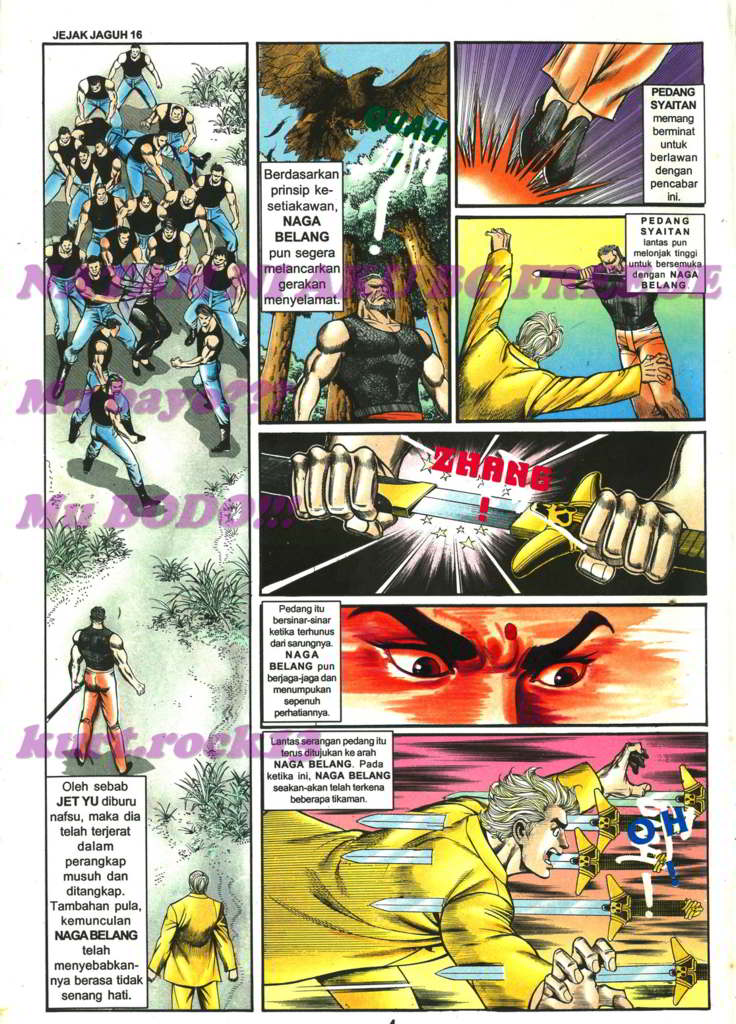 JEJAK JAGUH 16
Oleh sebab
JET YU diburu
nafsu, maka dia
telah terjerat
dalam
perangkap
musuh dan
ditangkap.
Tambahan pula,
kemunculan
NAGA BELANG
telah
menyebabkan-
nya berasa tidak
senang hati.
QUAH
!
Berdasarkan
prinsip ke-
setiakawan,
NAGA
BELANG
pun segera
melancarkan
gerakan
menyelamat.
PEDANG
SYAITAN
memang
berminat
untuk
berlawan
dengan
pencabar
ini.
PEDANG
SYAITAN
lantas pun
melonjak tinggi
untuk bersemuka
dengan NAGA
BELANG
ZHANG
!
Pedang itu
bersinar-sinar
ketika terhunus
dari sarungnya.
NAGA
BELANG pun
berjaga-jaga dan
menumpukan
sepenuh
perhatiannya.
Lantas serangan pedang itu
terus ditujukan ke arah
NAGA BELANG. Pada
ketika ini, NAGA BELANG
seakan-akan telah terkena
beberapa tikaman.
OH
!
Mu BODO!!!